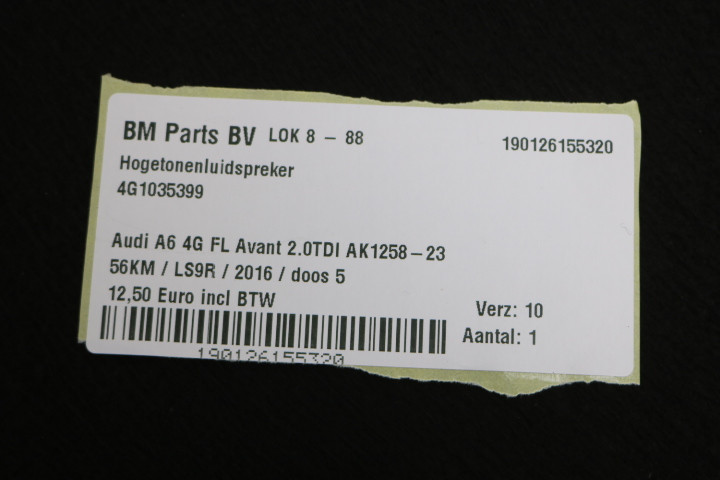 BM Parts BV LOK 8 - 88
190126155320
Hogetonenluidspreker
4G1035399
Audi A6 4G FL Avant 2.0TDI AK1258-23
56KM / LS9R / 2016 / doos 5
12,50 Euro incl BTW
Verz: 10
Aantal: 1
190126155320